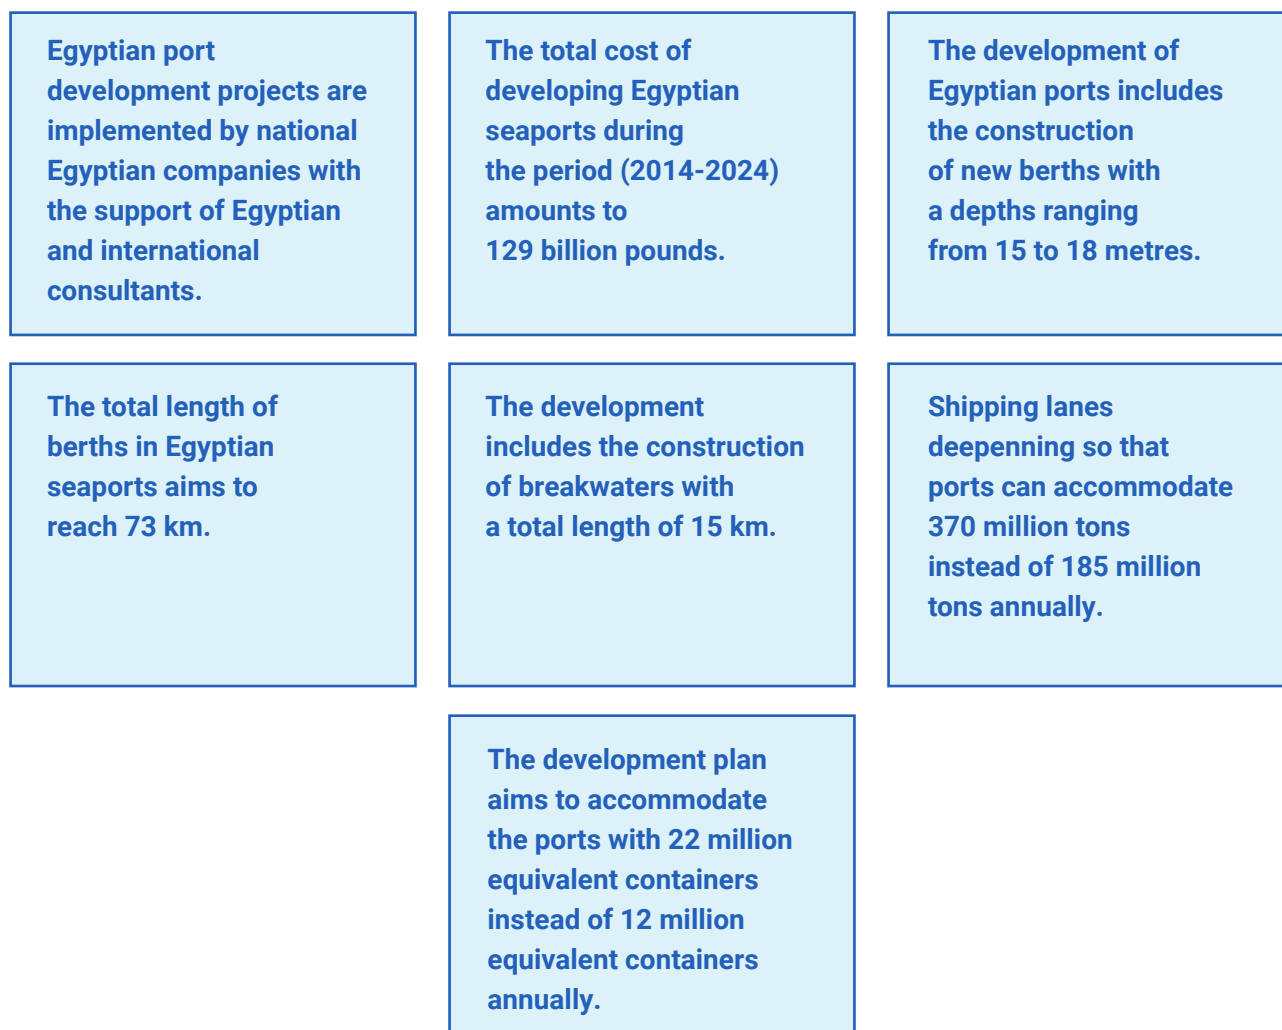 Egyptian port
development projects are
implemented by national
Egyptian companies with
the support of Egyptian
and international
consultants.
The total cost of
developing Egyptian
seaports during
the period (2014-2024)
amounts to
129 billion pounds.
The development of
Egyptian ports includes
the construction
of new berths with
a depths ranging
from 15 to 18 metres.
The total length of
berths in Egyptian
seaports aims to
reach 73 km.
The development
includes the construction
of breakwaters with
a total length of 15 km.
Shipping lanes
deepenning so that
ports can accommodate
370 million tons
instead of 185 million
tons annually.
The development plan
aims to accommodate
the ports with 22 million
equivalent containers
instead of 12 million
equivalent containers
annually.